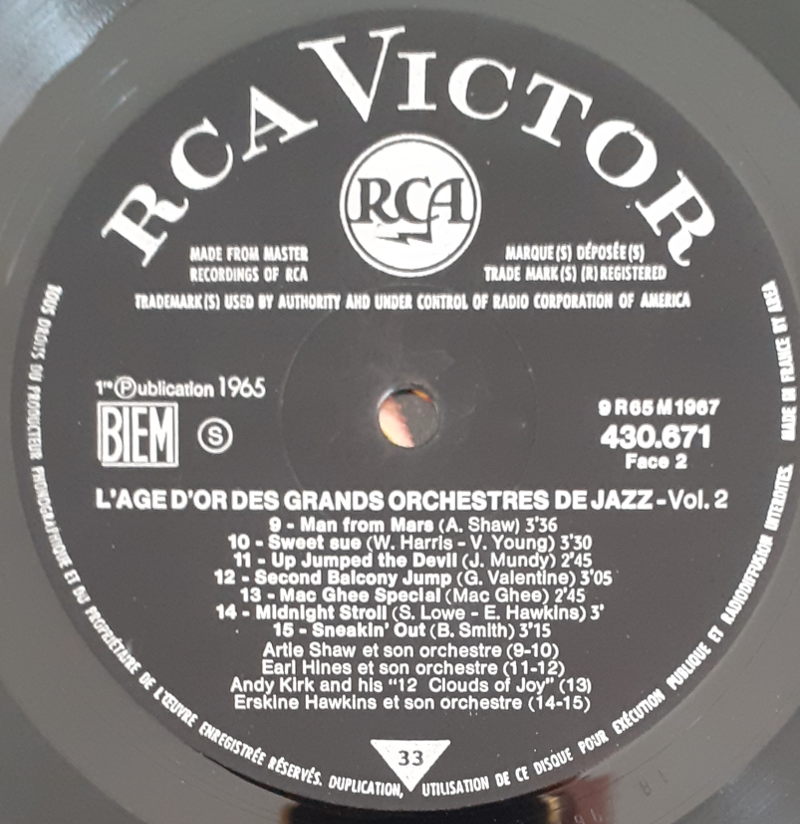 RCA VICTOR
RCA
MADE FROM MASTER
RECORDINGS OF RCA
MARQUE(S) DÉPOSÉE(S)
TRADE MARK(S) (R) REGISTERED
TRADEMARK(S) USED BY AUTHORITY AND UNDER CONTROL OF RADIO CORPORATION OF AMERICA
1re Ⓟublication 1965
BIEM
S
9 R 65 M 1967
430.671
Face 2
L'AGE D'OR DES GRANDS ORCHESTRES DE JAZZ - Vol. 2
9 - Man from Mars (A. Shaw) 3'36
10 - Sweet sue (W. Harris - V. Young) 3'30
11 - Up Jumped the Devil (J. Mundy) 2'45
12 - Second Balcony Jump (G. Valentine) 3'05
13 - Mac Ghee Special (Mac Ghee) 2'45
14 - Midnight Stroll (S. Lowe - E. Hawkins) 3'
15 - Sneakin' Out (B. Smith) 3'15
Artie Shaw et son orchestre (9-10)
Earl Hines et son orchestre (11-12)
Andy Kirk and his "12 Clouds of Joy" (13)
Erskine Hawkins et son orchestre (14-15)
33
TOUS DROITS DU PRODUCTEUR PHONOGRAPHIQUE ET DU PROPRIÉTAIRE DE L'ŒUVRE ENREGISTRÉE RÉSERVÉS. DUPLICATION, UTILISATION DE CE DISQUE POUR EXÉCUTION PUBLIQUE ET RADIODIFFUSION INTERDITES. MADE IN FRANCE BY AREA